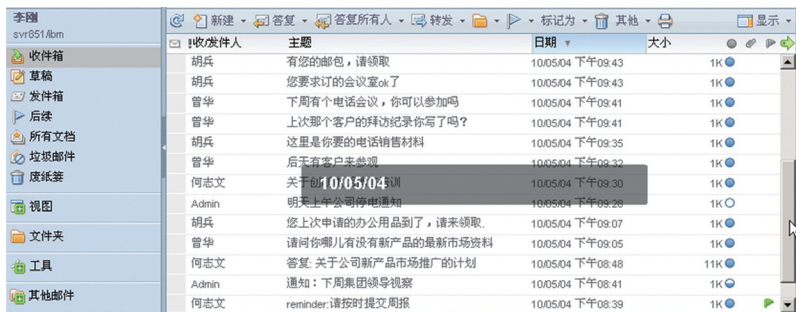 李刚
svr851/lbm
收件箱
草稿
发件箱
后续
所有文档
垃圾邮件
废纸篓
视图
文件夹
工具
其他邮件
新建 答复 答复所有人 转发 标记为 其他 显示
!收/发件人 主题 日期 大小
胡兵 有您的邮包，请领取 10/05/04 下午09:43 1K
胡兵 您要求订的会议室ok了 10/05/04 下午09:43 1K
曾华 下周有个电话会议，你可以参加吗 10/05/04 下午09:41 1K
曾华 上次那个客户的拜访纪录你写了吗? 10/05/04 下午09:41 1K
胡兵 这里是你要的电话销售材料 10/05/04 下午09:35 1K
曾华 后天有客户来参观 10/05/04 下午09:32 1K
何志文 关于创 培训 10/05/04 下午09:30 1K
10/05/04
Admin 明天上午公司停电通知 10/05/04 下午09:28 1K
胡兵 您上次申请的办公用品到了，请来领取. 10/05/04 下午09:07 1K
曾华 请问你哪儿有没有新产品的最新市场资料 10/05/04 下午09:05 1K
何志文 答复: 关于公司新产品市场推广的计划 10/05/04 下午08:48 11K
Admin 通知：下周集团领导视察 10/05/04 下午08:41 1K
何志文 reminder:请按时提交周报 10/05/04 下午08:39 1K